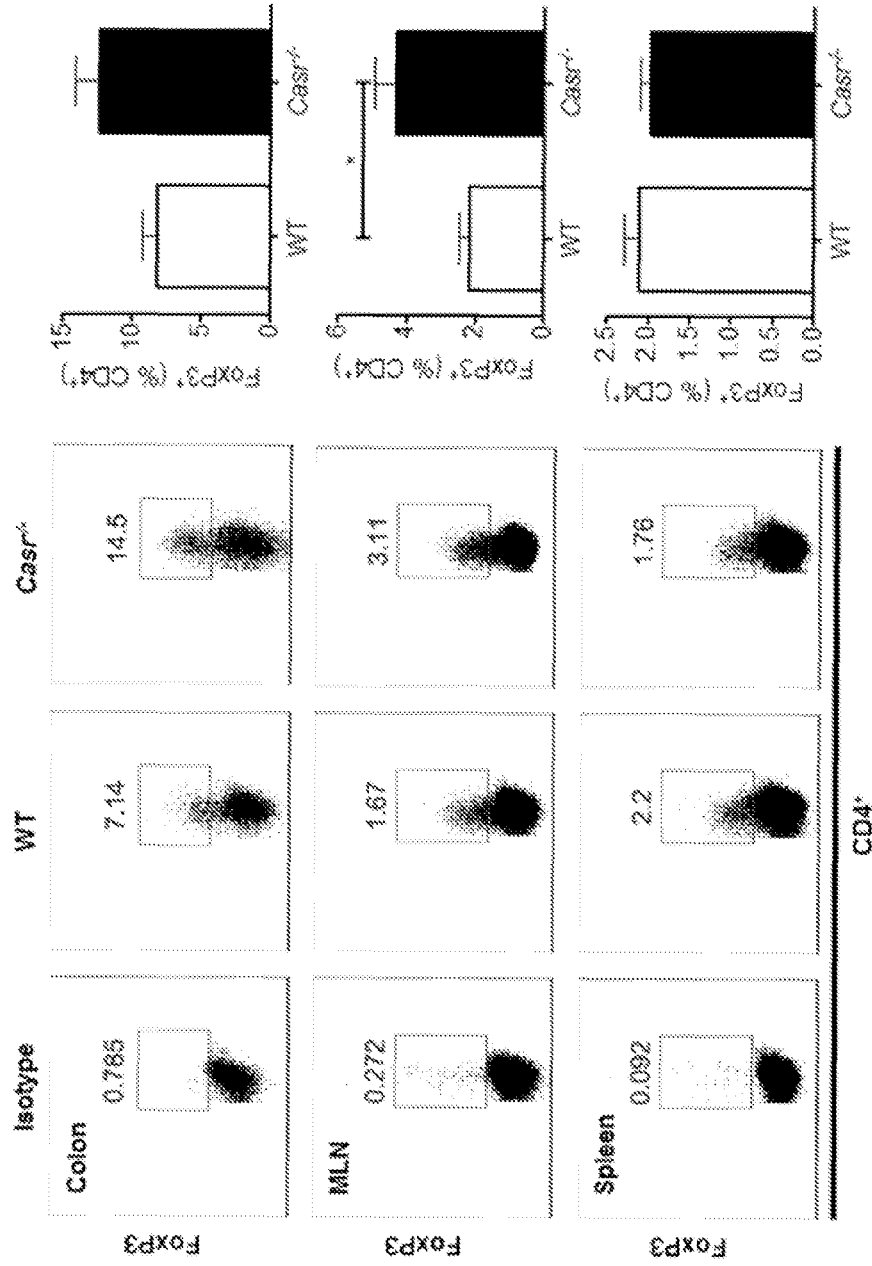 Isotype
WT
Casr⁻/⁻
Colon
FoxP3
0.785
7.14
14.5
FoxP3⁺ (% CD4⁺)
15
10
5
0
WT
Casr⁻/⁻
MLN
FoxP3
0.272
1.67
3.11
FoxP3⁺ (% CD4⁺)
6
4
2
0
*
WT
Casr⁻/⁻
Spleen
FoxP3
0.092
2.2
1.76
FoxP3⁺ (% CD4⁺)
2.5
2.0
1.5
1.0
0.5
0.0
WT
Casr⁻/⁻
CD4⁺